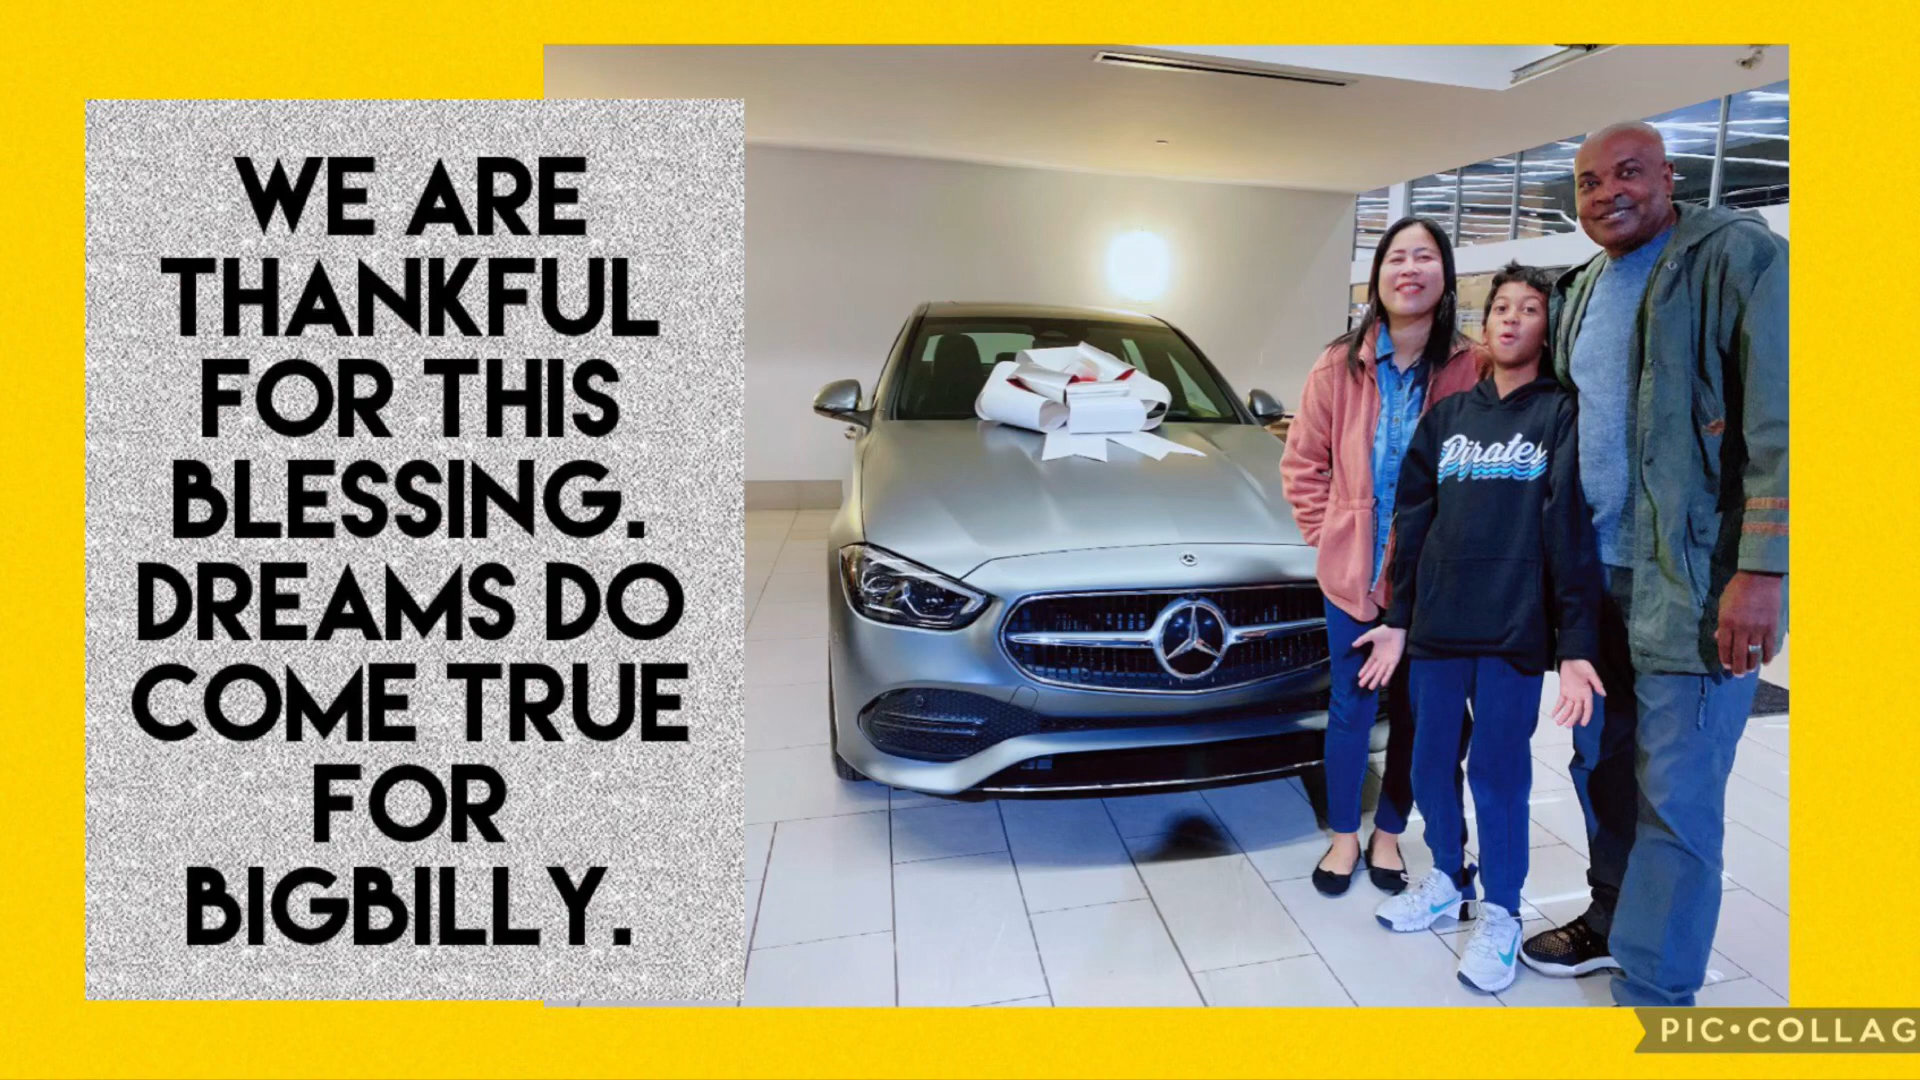 WE ARE
THANKFUL
FOR THIS
BLESSING.
DREAMS DO
COME TRUE
FOR
BIGBILLY.
Pirates
PIC•COLLAG